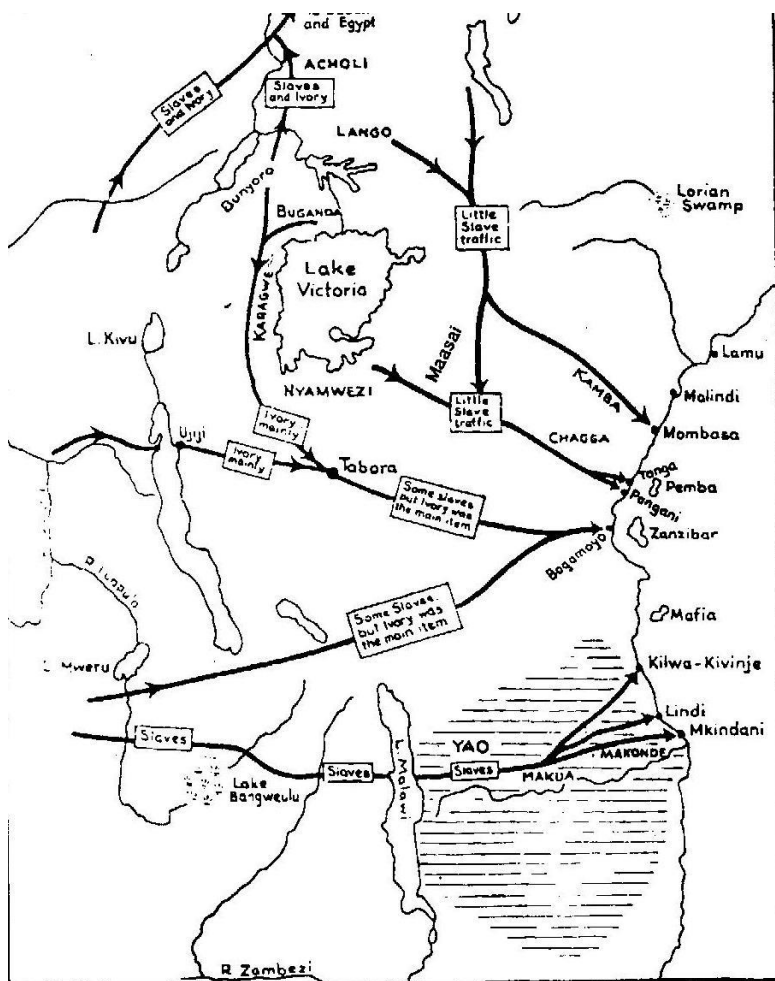 and Egypt
ACHOLI
Slaves
and Ivory
Slaves
and Ivory
LANGO
Bunyoro
BUGANDA
Little
Slave
traffic
Lorian
Swamp
Lake
Victoria
KARAGWE
L. Kivu
Maasai
Lamu
NYAMWEZI
Little
Slave
traffic
KAMBA
Malindi
Ivory
mainly
CHAGGA
Mombasa
Ujiji
Ivory
mainly
Tabora
Tanga
Pemba
Pangani
Some slaves
but Ivory was
the main item
Bagamoyo
Zanzibar
Some Slaves,
but Ivory was
the main item
Mafia
Mweru
Kilwa-Kivinje
Slaves
Lindi
Mkindani
YAO
MAKONDE
Slaves
L. Malawi
Slaves
MAKUA
Lake
Bangweulu
R. Zambezi